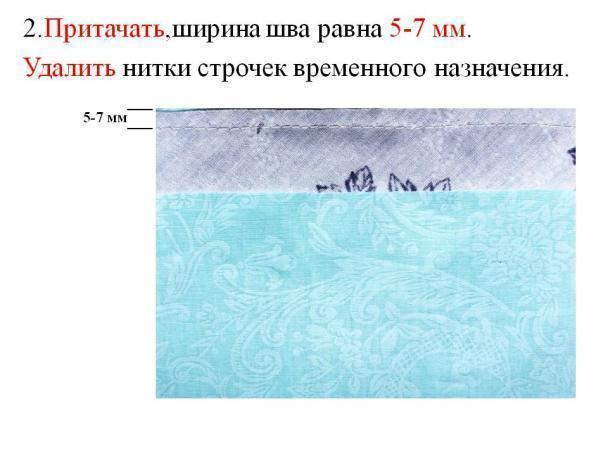 2.Притачать,ширина шва равна 5-7 мм.
Удалить нитки строчек временного назначения.
5-7 мм